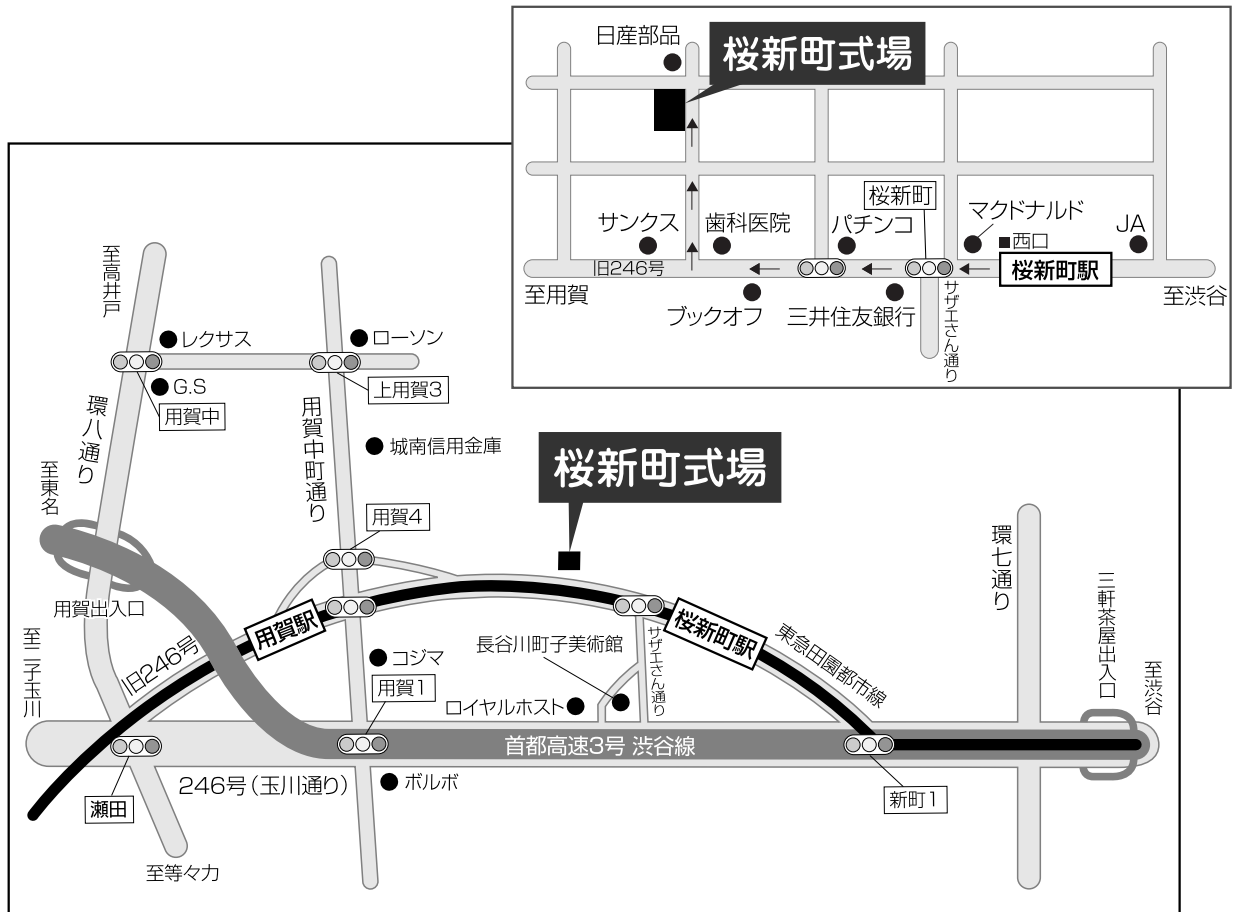 日産部品
桜新町式場
桜新町
マクドナルド
サンクス
歯科医院
パチンコ
西口
JA
旧246号
桜新町駅
至用賀
至渋谷
ブックオフ
三井住友銀行
サザエさん通り
至高井戸
レクサス
ローソン
G.S
用賀中
上用賀3
環八通り
用賀中町通り
城南信用金庫
桜新町式場
至東名
用賀4
環七通り
用賀出入口
三軒茶屋出入口
用賀駅
桜新町駅
至二子玉川
旧246号
長谷川町子美術館
サザエさん通り
東急田園都市線
至渋谷
コジマ
用賀1
ロイヤルホスト
首都高速3号 渋谷線
246号(玉川通り)
ボルボ
瀬田
新町1
至等々力